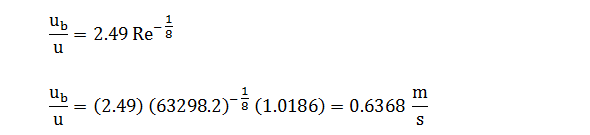 u_b/u = 2.49 Re^(-1/8)
u_b/u = (2.49) (63298.2)^(-1/8) (1.0186) = 0.6368 m/s